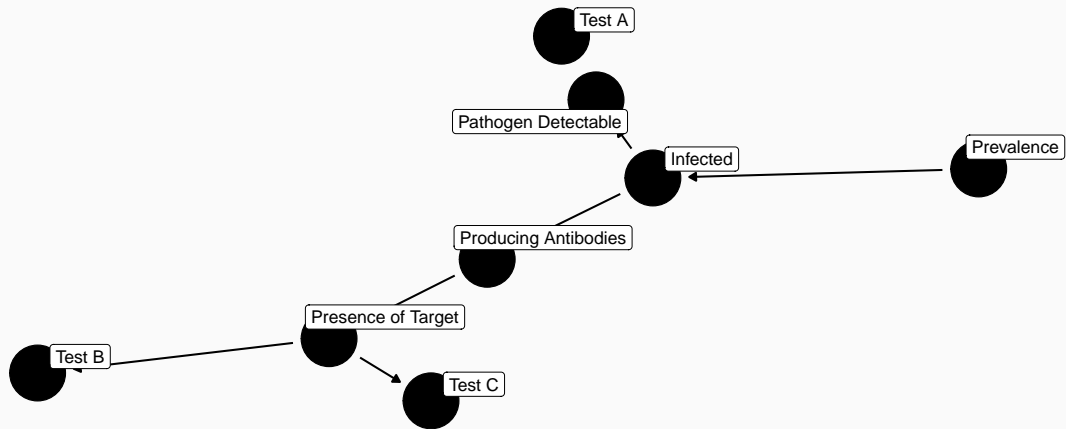 Test A
Pathogen Detectable
Prevalence
Infected
Producing Antibodies
Presence of Target
Test B
Test C